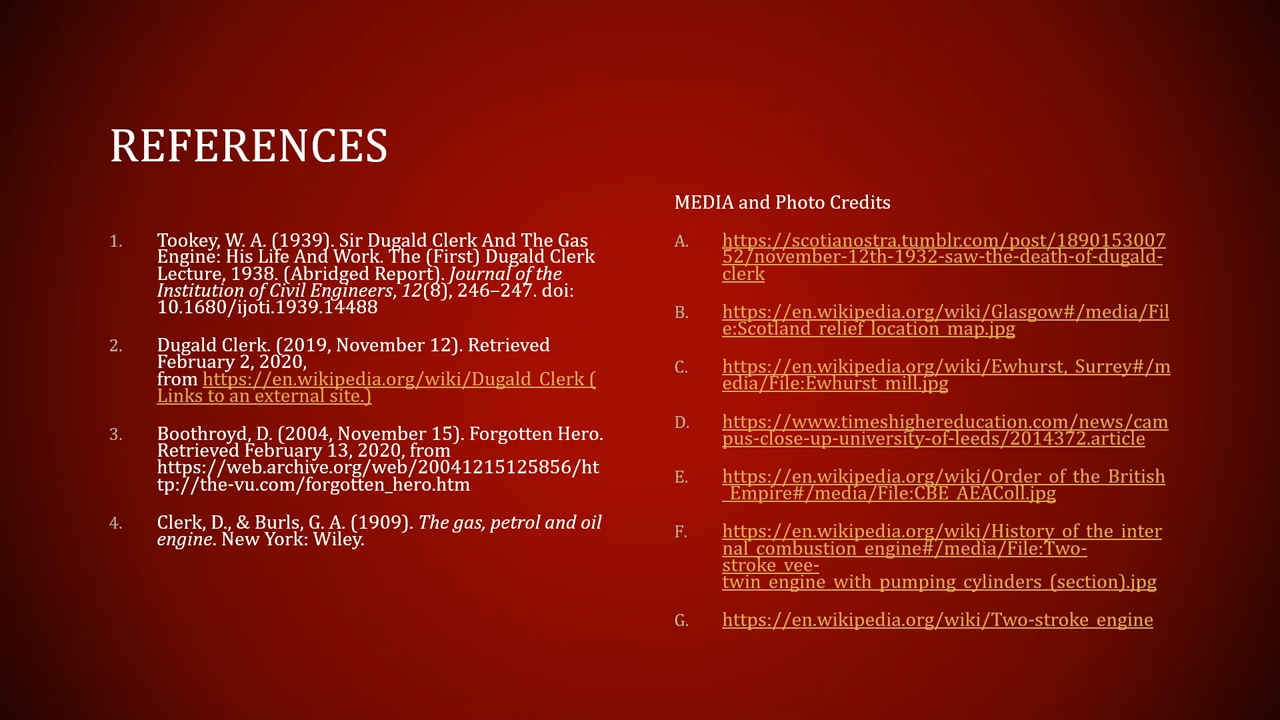 REFERENCES
1. Tookey, W. A. (1939). Sir Dugald Clerk And The Gas
Engine: His Life And Work. The (First) Dugald Clerk
Lecture, 1938. (Abridged Report). Journal of the
Institution of Civil Engineers, 12(8), 246–247. doi:
10.1680/ijoti.1939.14488
2. Dugald Clerk. (2019, November 12). Retrieved
February 2, 2020,
from https://en.wikipedia.org/wiki/Dugald_Clerk (
Links to an external site.)
3. Boothroyd, D. (2004, November 15). Forgotten Hero.
Retrieved February 13, 2020, from
https://web.archive.org/web/20041215125856/ht
tp://the-vu.com/forgotten_hero.htm
4. Clerk, D., & Burls, G. A. (1909). The gas, petrol and oil
engine. New York: Wiley.
MEDIA and Photo Credits
A. https://scotianostra.tumblr.com/post/1890153007
52/november-12th-1932-saw-the-death-of-dugald-
clerk
B. https://en.wikipedia.org/wiki/Glasgow#/media/Fil
e:Scotland_relief_location_map.jpg
C. https://en.wikipedia.org/wiki/Ewhurst,_Surrey#/m
edia/File:Ewhurst_mill.jpg
D. https://www.timeshighereducation.com/news/cam
pus-close-up-university-of-leeds/2014372.article
E. https://en.wikipedia.org/wiki/Order_of_the_British
_Empire#/media/File:CBE_AEAColl.jpg
F. https://en.wikipedia.org/wiki/History_of_the_inter
nal_combustion_engine#/media/File:Two-
stroke_vee-
twin_engine_with_pumping_cylinders_(section).jpg
G. https://en.wikipedia.org/wiki/Two-stroke_engine